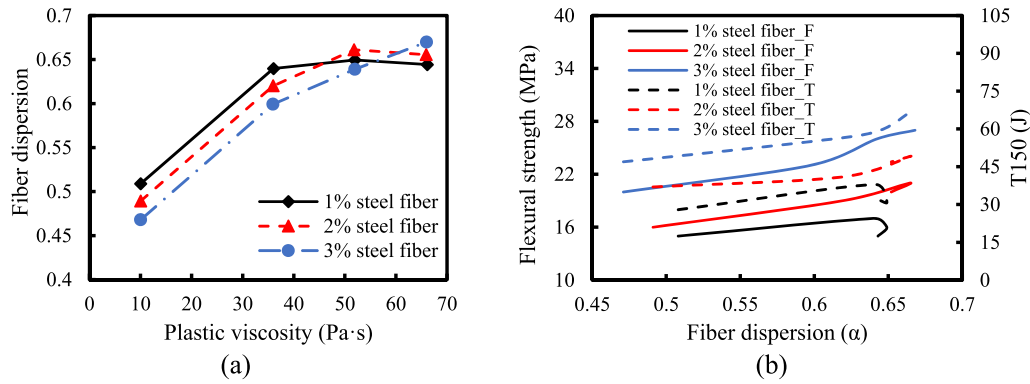 0.7
0.65
0.6
0.55
0.5
0.45
0.4
Fiber dispersion
1% steel fiber
2% steel fiber
3% steel fiber
0 10 20 30 40 50 60 70
Plastic viscosity (Pa·s)
(a)
40
34
28
22
16
10
Flexural strength (MPa)
1% steel fiber_F
2% steel fiber_F
3% steel fiber_F
1% steel fiber_T
2% steel fiber_T
3% steel fiber_T
105
90
75
60
45
30
15
0
T150 (J)
0.45 0.5 0.55 0.6 0.65 0.7
Fiber dispersion (α)
(b)